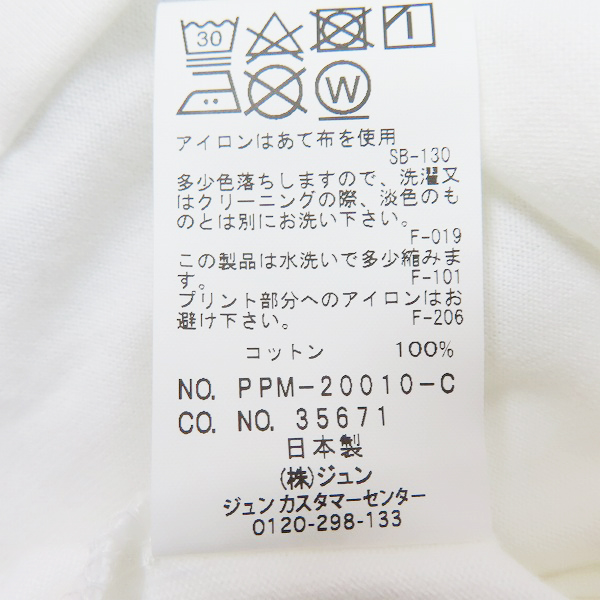 30
W
アイロンはあて布を使用
SB-130
多少色落ちしますので、洗濯又
はクリーニングの際、淡色のも
のとは別にお洗い下さい。
F-019
この製品は水洗いで多少縮みま
す。 F-101
プリント部分へのアイロンはお
避け下さい。 F-206
コットン 100%
NO. PPM-20010-C
CO. NO. 35671
日本製
(株)ジュン
ジュン カスタマーセンター
0120-298-133